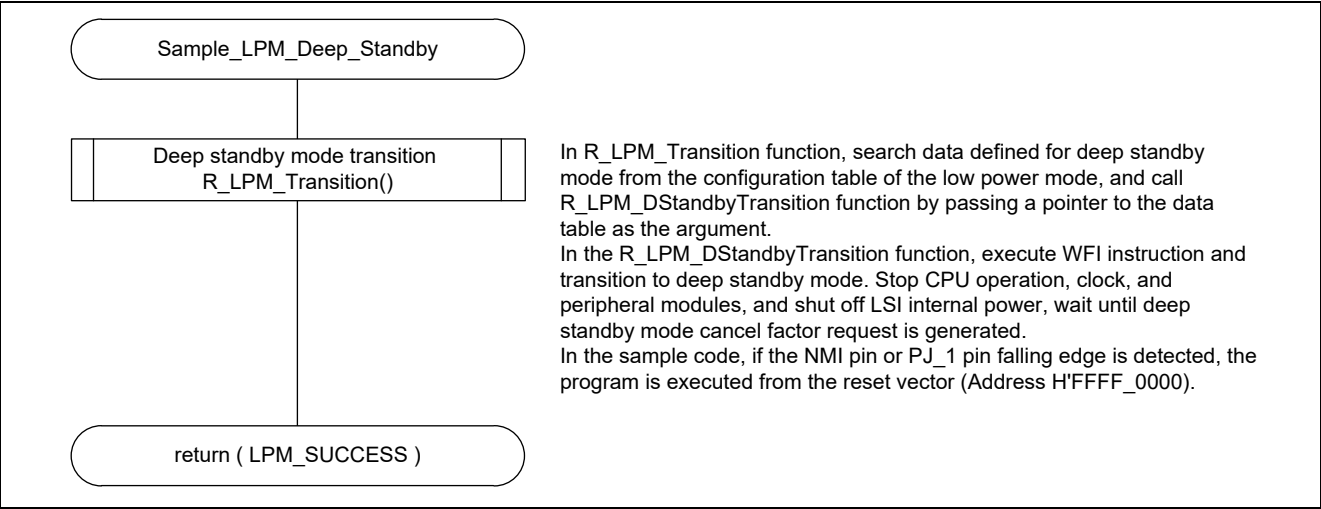 Sample_LPM_Deep_Standby
Deep standby mode transition
R_LPM_Transition()
In R_LPM_Transition function, search data defined for deep standby
mode from the configuration table of the low power mode, and call
R_LPM_DStandbyTransition function by passing a pointer to the data
table as the argument.
In the R_LPM_DStandbyTransition function, execute WFI instruction and
transition to deep standby mode. Stop CPU operation, clock, and
peripheral modules, and shut off LSI internal power, wait until deep
standby mode cancel factor request is generated.
In the sample code, if the NMI pin or PJ_1 pin falling edge is detected, the
program is executed from the reset vector (Address H'FFFF_0000).
return ( LPM_SUCCESS )